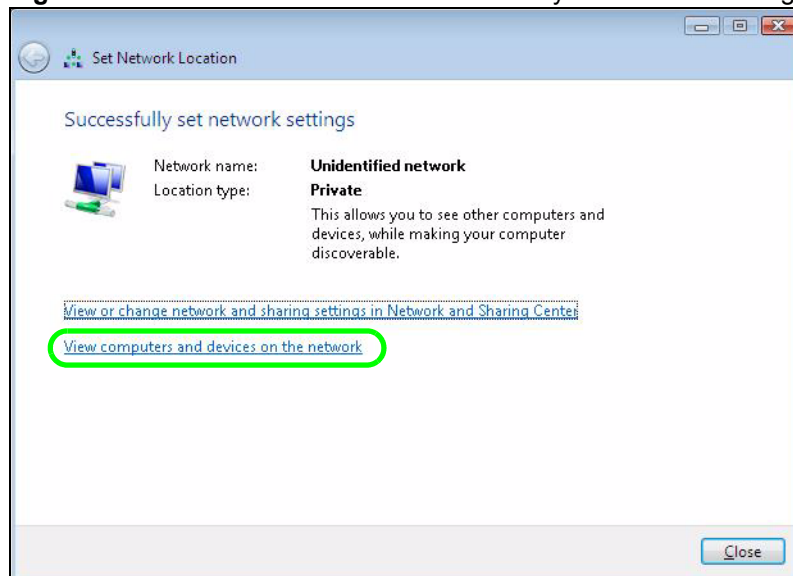 Set Network Location
Successfully set network settings
Network name: Unidentified network
Location type: Private
This allows you to see other computers and
devices, while making your computer
discoverable.
View or change network and sharing settings in Network and Sharing Center
View computers and devices on the network
Close